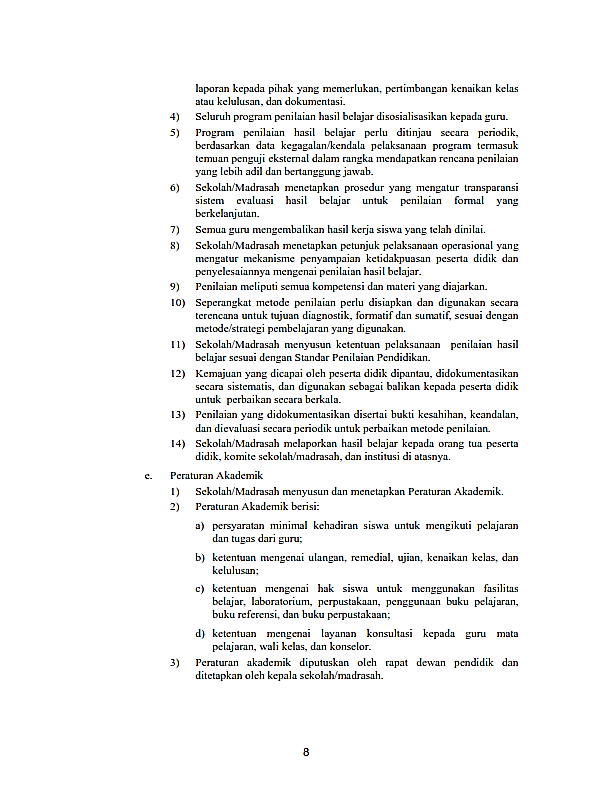 laporan kepada pihak yang memerlukan, pertimbangan kenaikan kelas
atau kelulusan, dan dokumentasi.
4) Seluruh program penilaian hasil belajar disosialisasikan kepada guru.
5) Program penilaian hasil belajar perlu ditinjau secara periodik,
berdasarkan data kegagalan/kendala pelaksanaan program termasuk
temuan penguji eksternal dalam rangka mendapatkan rencana penilaian
yang lebih adil dan bertanggung jawab.
6) Sekolah/Madrasah menetapkan prosedur yang mengatur transparansi
sistem evaluasi hasil belajar untuk penilaian formal yang
berkelanjutan.
7) Semua guru mengembalikan hasil kerja siswa yang telah dinilai.
8) Sekolah/Madrasah menetapkan petunjuk pelaksanaan operasional yang
mengatur mekanisme penyampaian ketidakpuasan peserta didik dan
penyelesaiannya mengenai penilaian hasil belajar.
9) Penilaian meliputi semua kompetensi dan materi yang diajarkan.
10) Seperangkat metode penilaian perlu disiapkan dan digunakan secara
terencana untuk tujuan diagnostik, formatif dan sumatif, sesuai dengan
metode/strategi pembelajaran yang digunakan.
11) Sekolah/Madrasah menyusun ketentuan pelaksanaan penilaian hasil
belajar sesuai dengan Standar Penilaian Pendidikan.
12) Kemajuan yang dicapai oleh peserta didik dipantau, didokumentasikan
secara sistematis, dan digunakan sebagai balikan kepada peserta didik
untuk perbaikan secara berkala.
13) Penilaian yang didokumentasikan disertai bukti kesahihan, keandalan,
dan dievaluasi secara periodik untuk perbaikan metode penilaian.
14) Sekolah/Madrasah melaporkan hasil belajar kepada orang tua peserta
didik, komite sekolah/madrasah, dan institusi di atasnya.
e. Peraturan Akademik
1) Sekolah/Madrasah menyusun dan menetapkan Peraturan Akademik.
2) Peraturan Akademik berisi:
a) persyaratan minimal kehadiran siswa untuk mengikuti pelajaran
dan tugas dari guru;
b) ketentuan mengenai ulangan, remedial, ujian, kenaikan kelas, dan
kelulusan;
c) ketentuan mengenai hak siswa untuk menggunakan fasilitas
belajar, laboratorium, perpustakaan, penggunaan buku pelajaran,
buku referensi, dan buku perpustakaan;
d) ketentuan mengenai layanan konsultasi kepada guru mata
pelajaran, wali kelas, dan konselor.
3) Peraturan akademik diputuskan oleh rapat dewan pendidik dan
ditetapkan oleh kepala sekolah/madrasah.
8